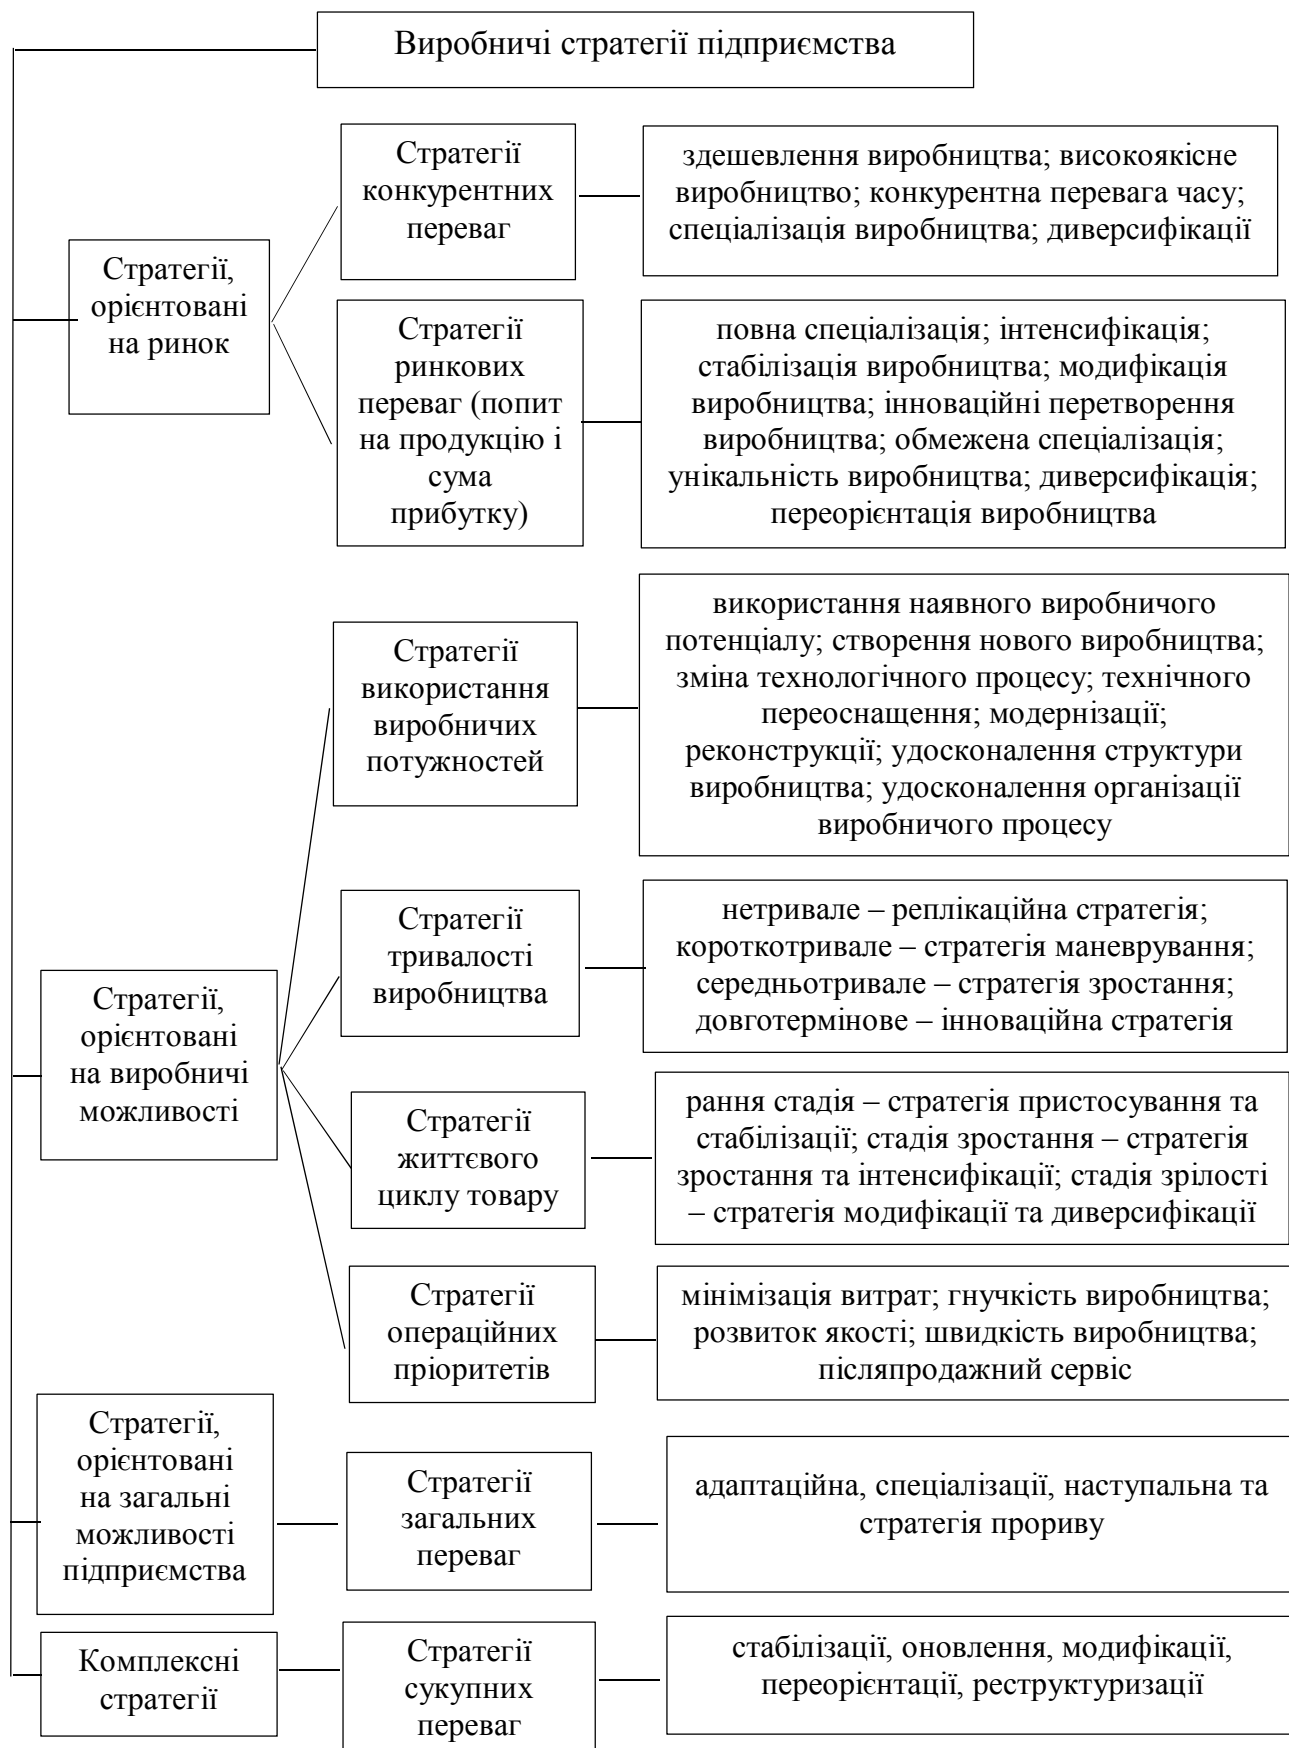 Виробничі стратегії підприємства
Стратегії,
орієнтовані
на ринок
Стратегії
конкурентних
переваг
здешевлення виробництва; високоякісне
виробництво; конкурентна перевага часу;
спеціалізація виробництва; диверсифікації
Стратегії
ринкових
переваг (попит
на продукцію і
сума
прибутку)
повна спеціалізація; інтенсифікація;
стабілізація виробництва; модифікація
виробництва; інноваційні перетворення
виробництва; обмежена спеціалізація;
унікальність виробництва; диверсифікація;
переорієнтація виробництва
Стратегії,
орієнтовані
на виробничі
можливості
Стратегії
використання
виробничих
потужностей
використання наявного виробничого
потенціалу; створення нового виробництва;
зміна технологічного процесу; технічного
переоснащення; модернізації;
реконструкції; удосконалення структури
виробництва; удосконалення організації
виробничого процесу
Стратегії
тривалості
виробництва
нетривале – реплікаційна стратегія;
короткотривале – стратегія маневрування;
середньотривале – стратегія зростання;
довготермінове – інноваційна стратегія
Стратегії
життєвого
циклу товару
рання стадія – стратегія пристосування та
стабілізації; стадія зростання – стратегія
зростання та інтенсифікації; стадія зрілості
– стратегія модифікації та диверсифікації
Стратегії
операційних
пріоритетів
мінімізація витрат; гнучкість виробництва;
розвиток якості; швидкість виробництва;
післяпродажний сервіс
Стратегії,
орієнтовані
на загальні
можливості
підприємства
Стратегії
загальних
переваг
адаптаційна, спеціалізації, наступальна та
стратегія прориву
Комплексні
стратегії
Стратегії
сукупних
переваг
стабілізації, оновлення, модифікації,
переорієнтації, реструктуризації